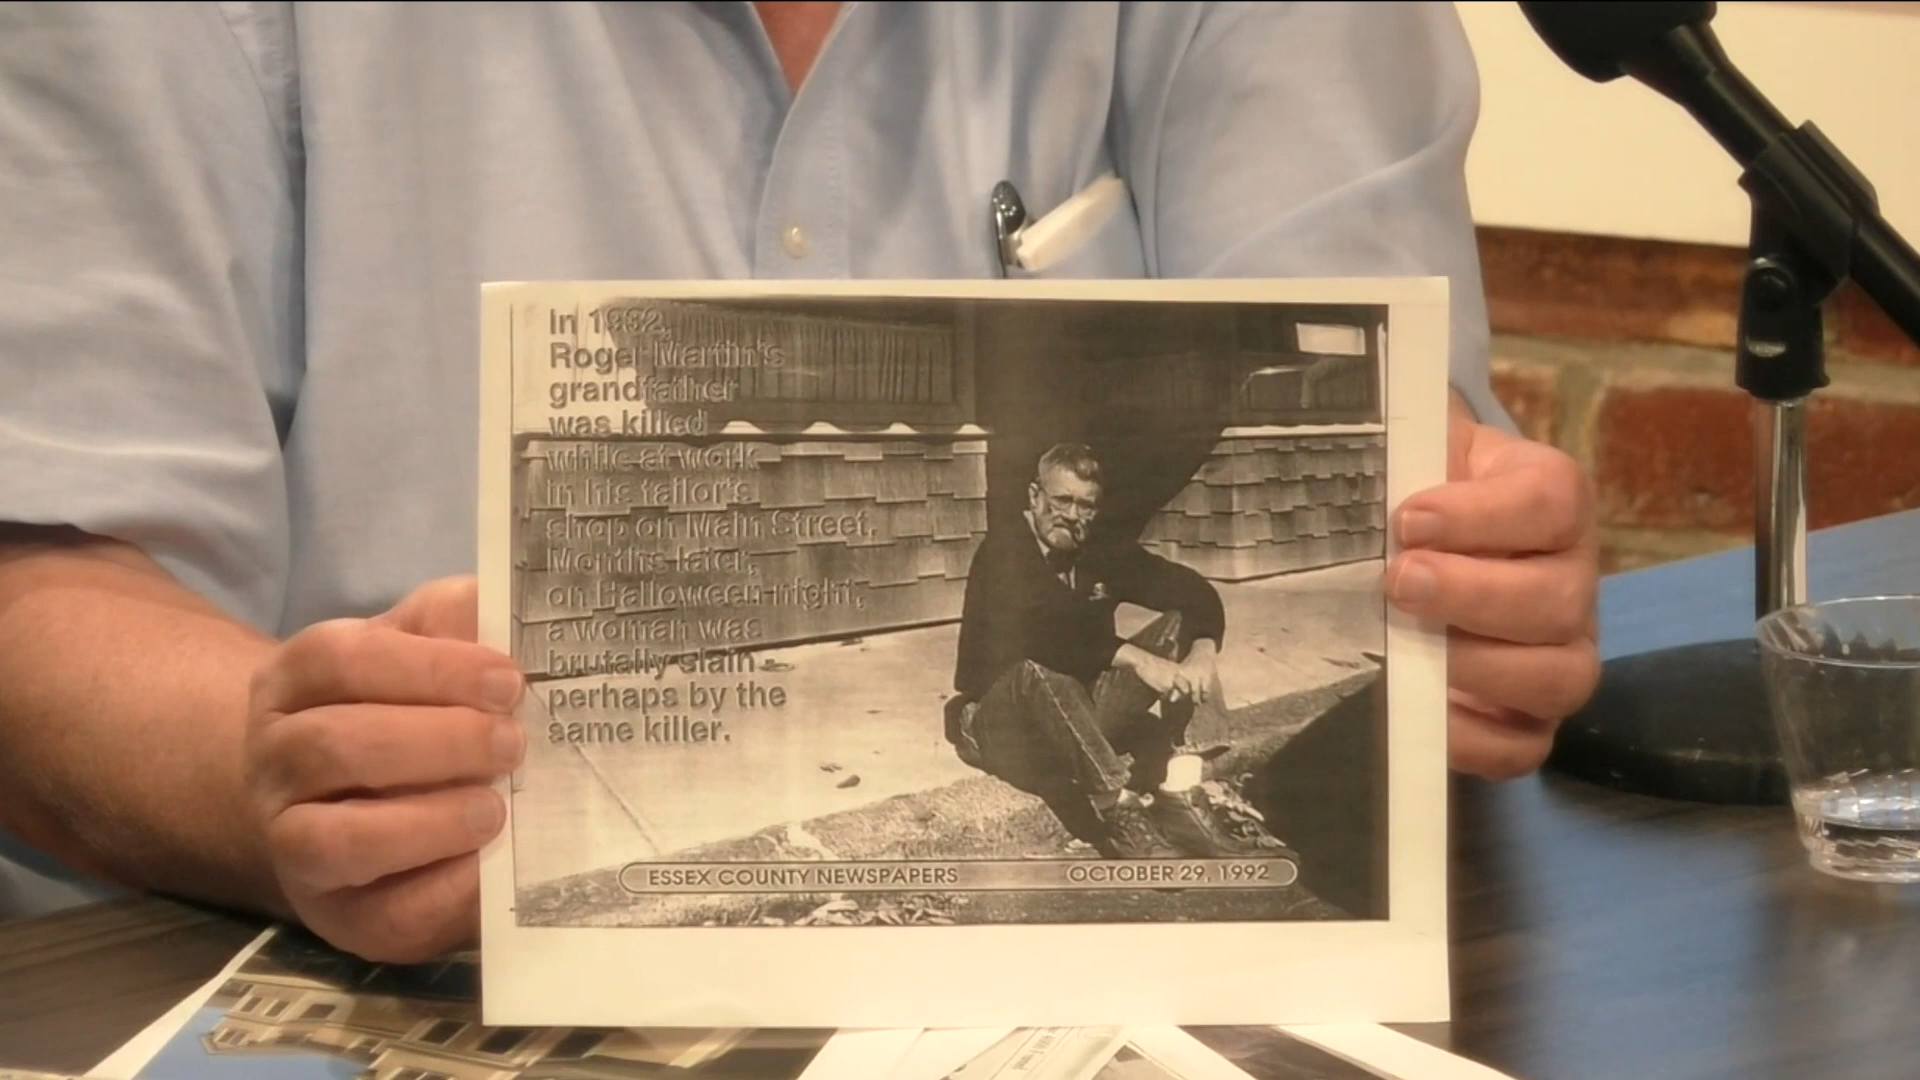 In 1952,
Roger Martin's
grandfather
was killed
while at work
in his tailor's
shop on Main Street.
Months later,
on Halloween night,
a woman was
brutally slain -
perhaps by the
same killer.
ESSEX COUNTY NEWSPAPERS OCTOBER 29, 1992